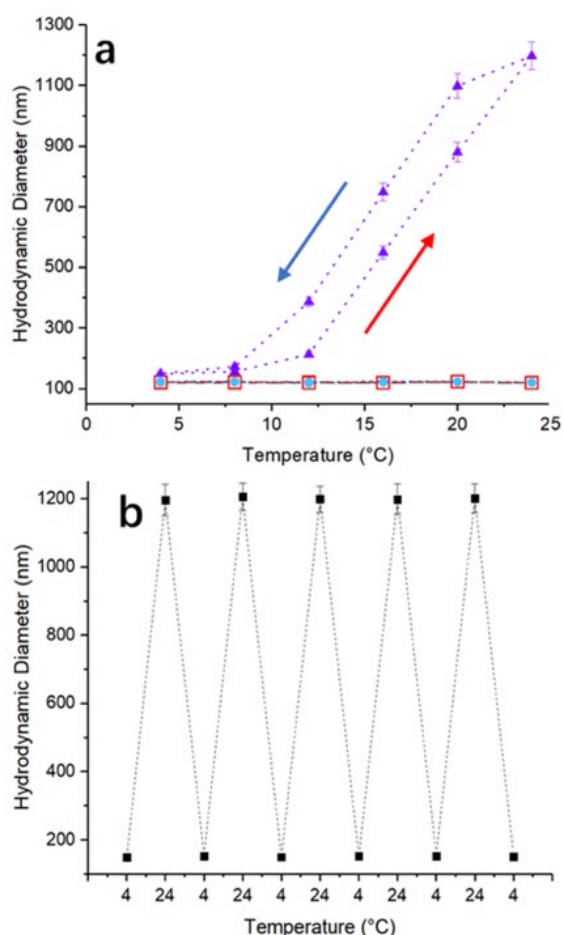 a
1300
1100
900
700
500
300
100
Hydrodynamic Diameter (nm)
0 5 10 15 20 25
Temperature (°C)
b
1200
1000
800
600
400
200
Hydrodynamic Diameter (nm)
4 24 4 24 4 24 4 24 4 24 4
Temperature (°C)